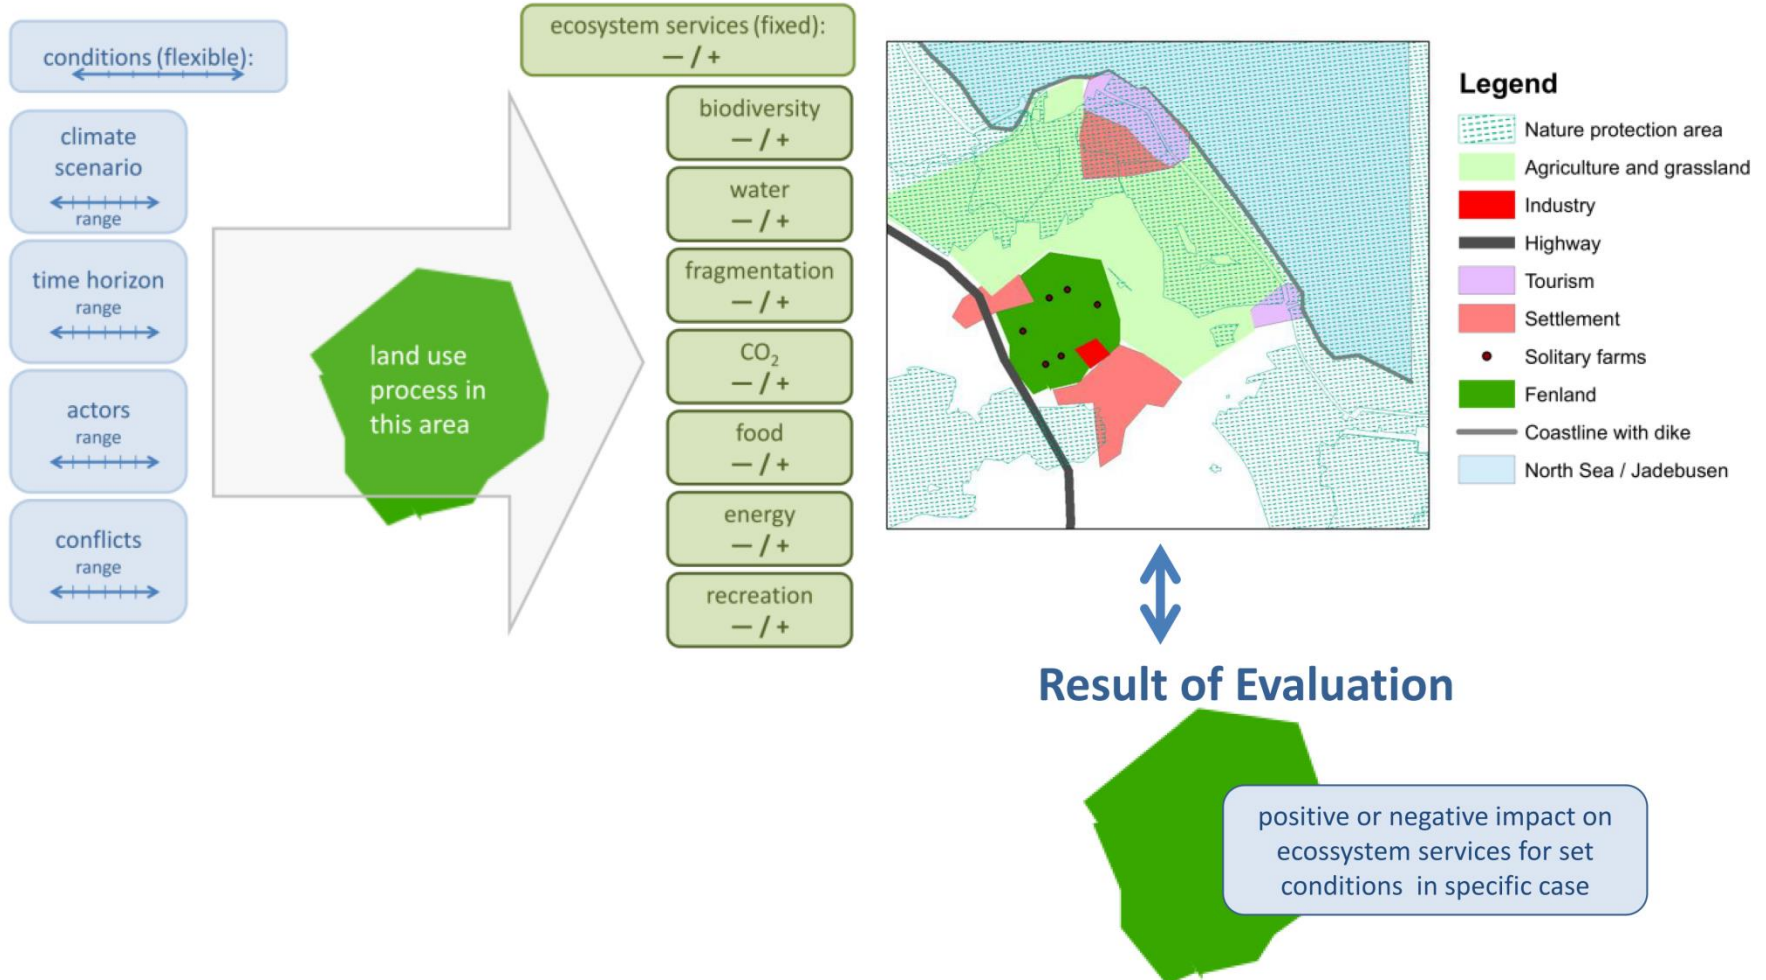 conditions (flexible):
climate
scenario
range
time horizon
range
actors
range
conflicts
range
land use
process in
this area
ecosystem services (fixed):
— / +
biodiversity
— / +
water
— / +
fragmentation
— / +
CO₂
— / +
food
— / +
energy
— / +
recreation
— / +
Legend
Nature protection area
Agriculture and grassland
Industry
Highway
Tourism
Settlement
Solitary farms
Fenland
Coastline with dike
North Sea / Jadebusen
Result of Evaluation
positive or negative impact on
ecossystem services for set
conditions in specific case